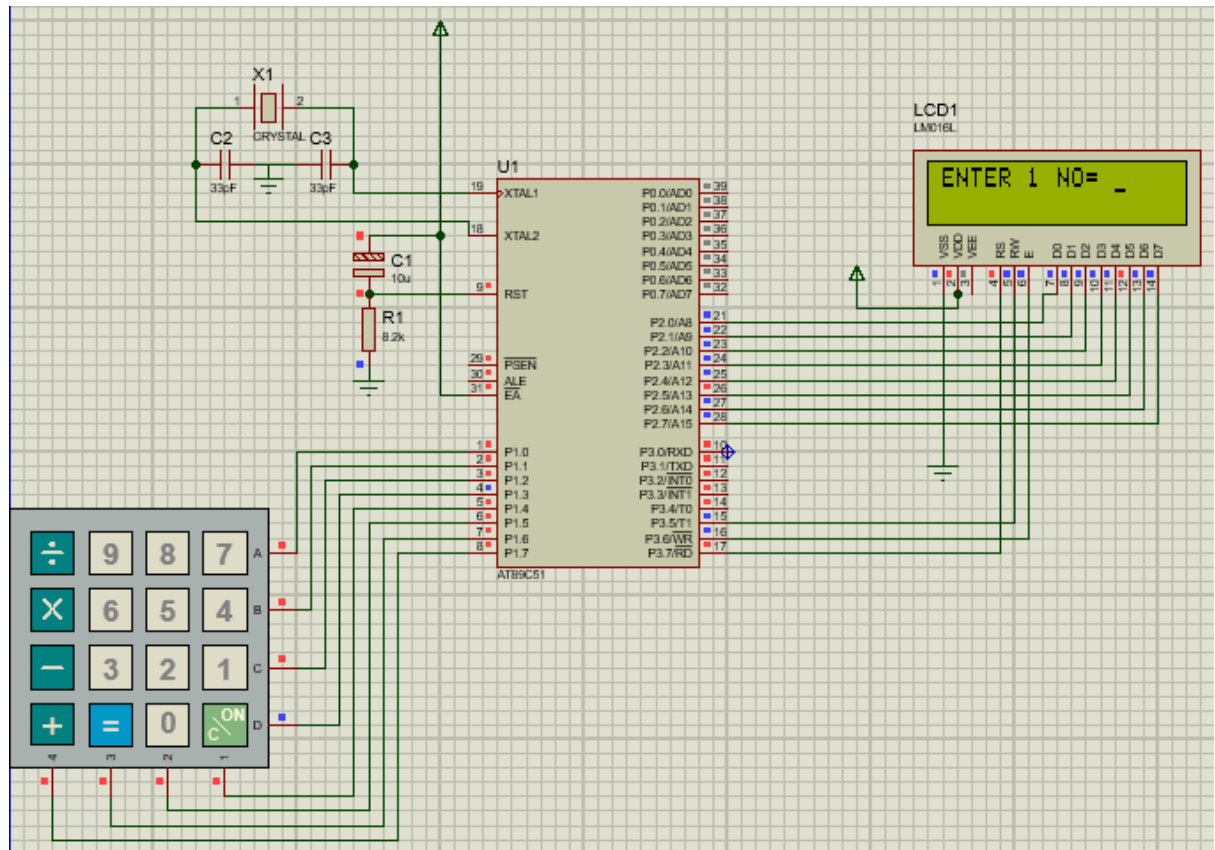 X1
1 2
CRYSTAL
C2 C3
33pF 33pF
U1
19 XTAL1
18 XTAL2
9 RST
29 PSEN
30 ALE
31 EA
1 P1.0
2 P1.1
3 P1.2
4 P1.3
5 P1.4
6 P1.5
7 P1.6
8 P1.7
P0.0/AD0 39
P0.1/AD1 38
P0.2/AD2 37
P0.3/AD3 36
P0.4/AD4 35
P0.5/AD5 34
P0.6/AD6 33
P0.7/AD7 32
P2.0/A8 21
P2.1/A9 22
P2.2/A10 23
P2.3/A11 24
P2.4/A12 25
P2.5/A13 26
P2.6/A14 27
P2.7/A15 28
P3.0/RXD 10
P3.1/TXD 11
P3.2/INT0 12
P3.3/INT1 13
P3.4/T0 14
P3.5/T1 15
P3.6/WR 16
P3.7/RD 17
AT89C51
C1
10u
R1
8.2k
LCD1
LM016L
ENTER 1 NO= _
VSS VDD VEE RS RW E D0 D1 D2 D3 D4 D5 D6 D7
1 2 3 4 5 6 7 8 9 10 11 12 13 14
÷ 9 8 7 A
× 6 5 4 B
− 3 2 1 C
+ = 0 ON/C D
4 3 2 1